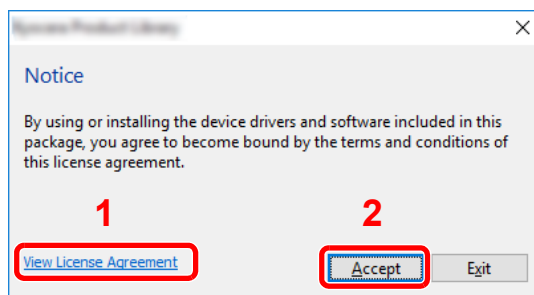 Notice
By using or installing the device drivers and software included in this
package, you agree to become bound by the terms and conditions of
this license agreement.
1
2
View License Agreement
Accept
Exit